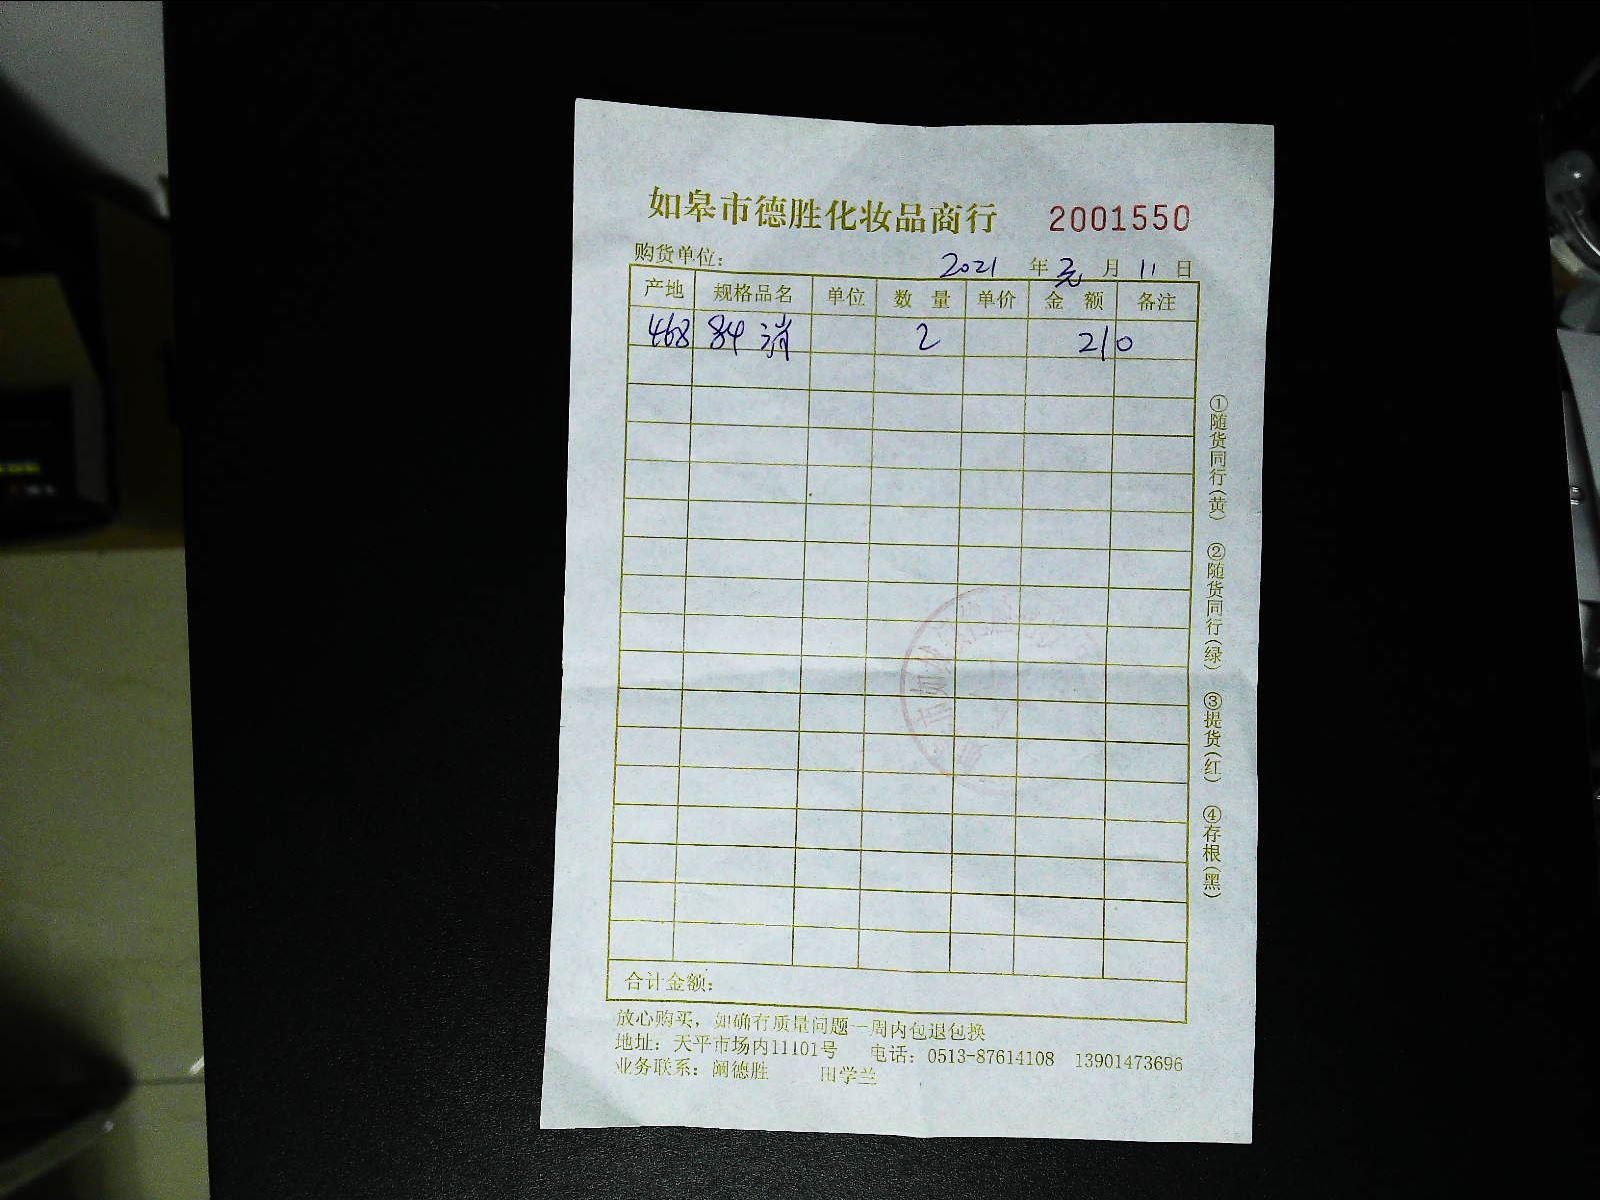 如皋市德胜化妆品商行 2001550
购货单位： 2021 年 元 月 11 日
产地 规格品名 单位 数 量 单价 金 额 备注
468 84 消 2 210
合计金额：
放心购买，如确有质量问题一周内包退包换
地址：天平市场内11101号 电话：0513-87614108 13901473696
业务联系：阚德胜 田学兰
①随货同行(黄) ②随货同行(绿) ③提货(红) ④存根(黑)